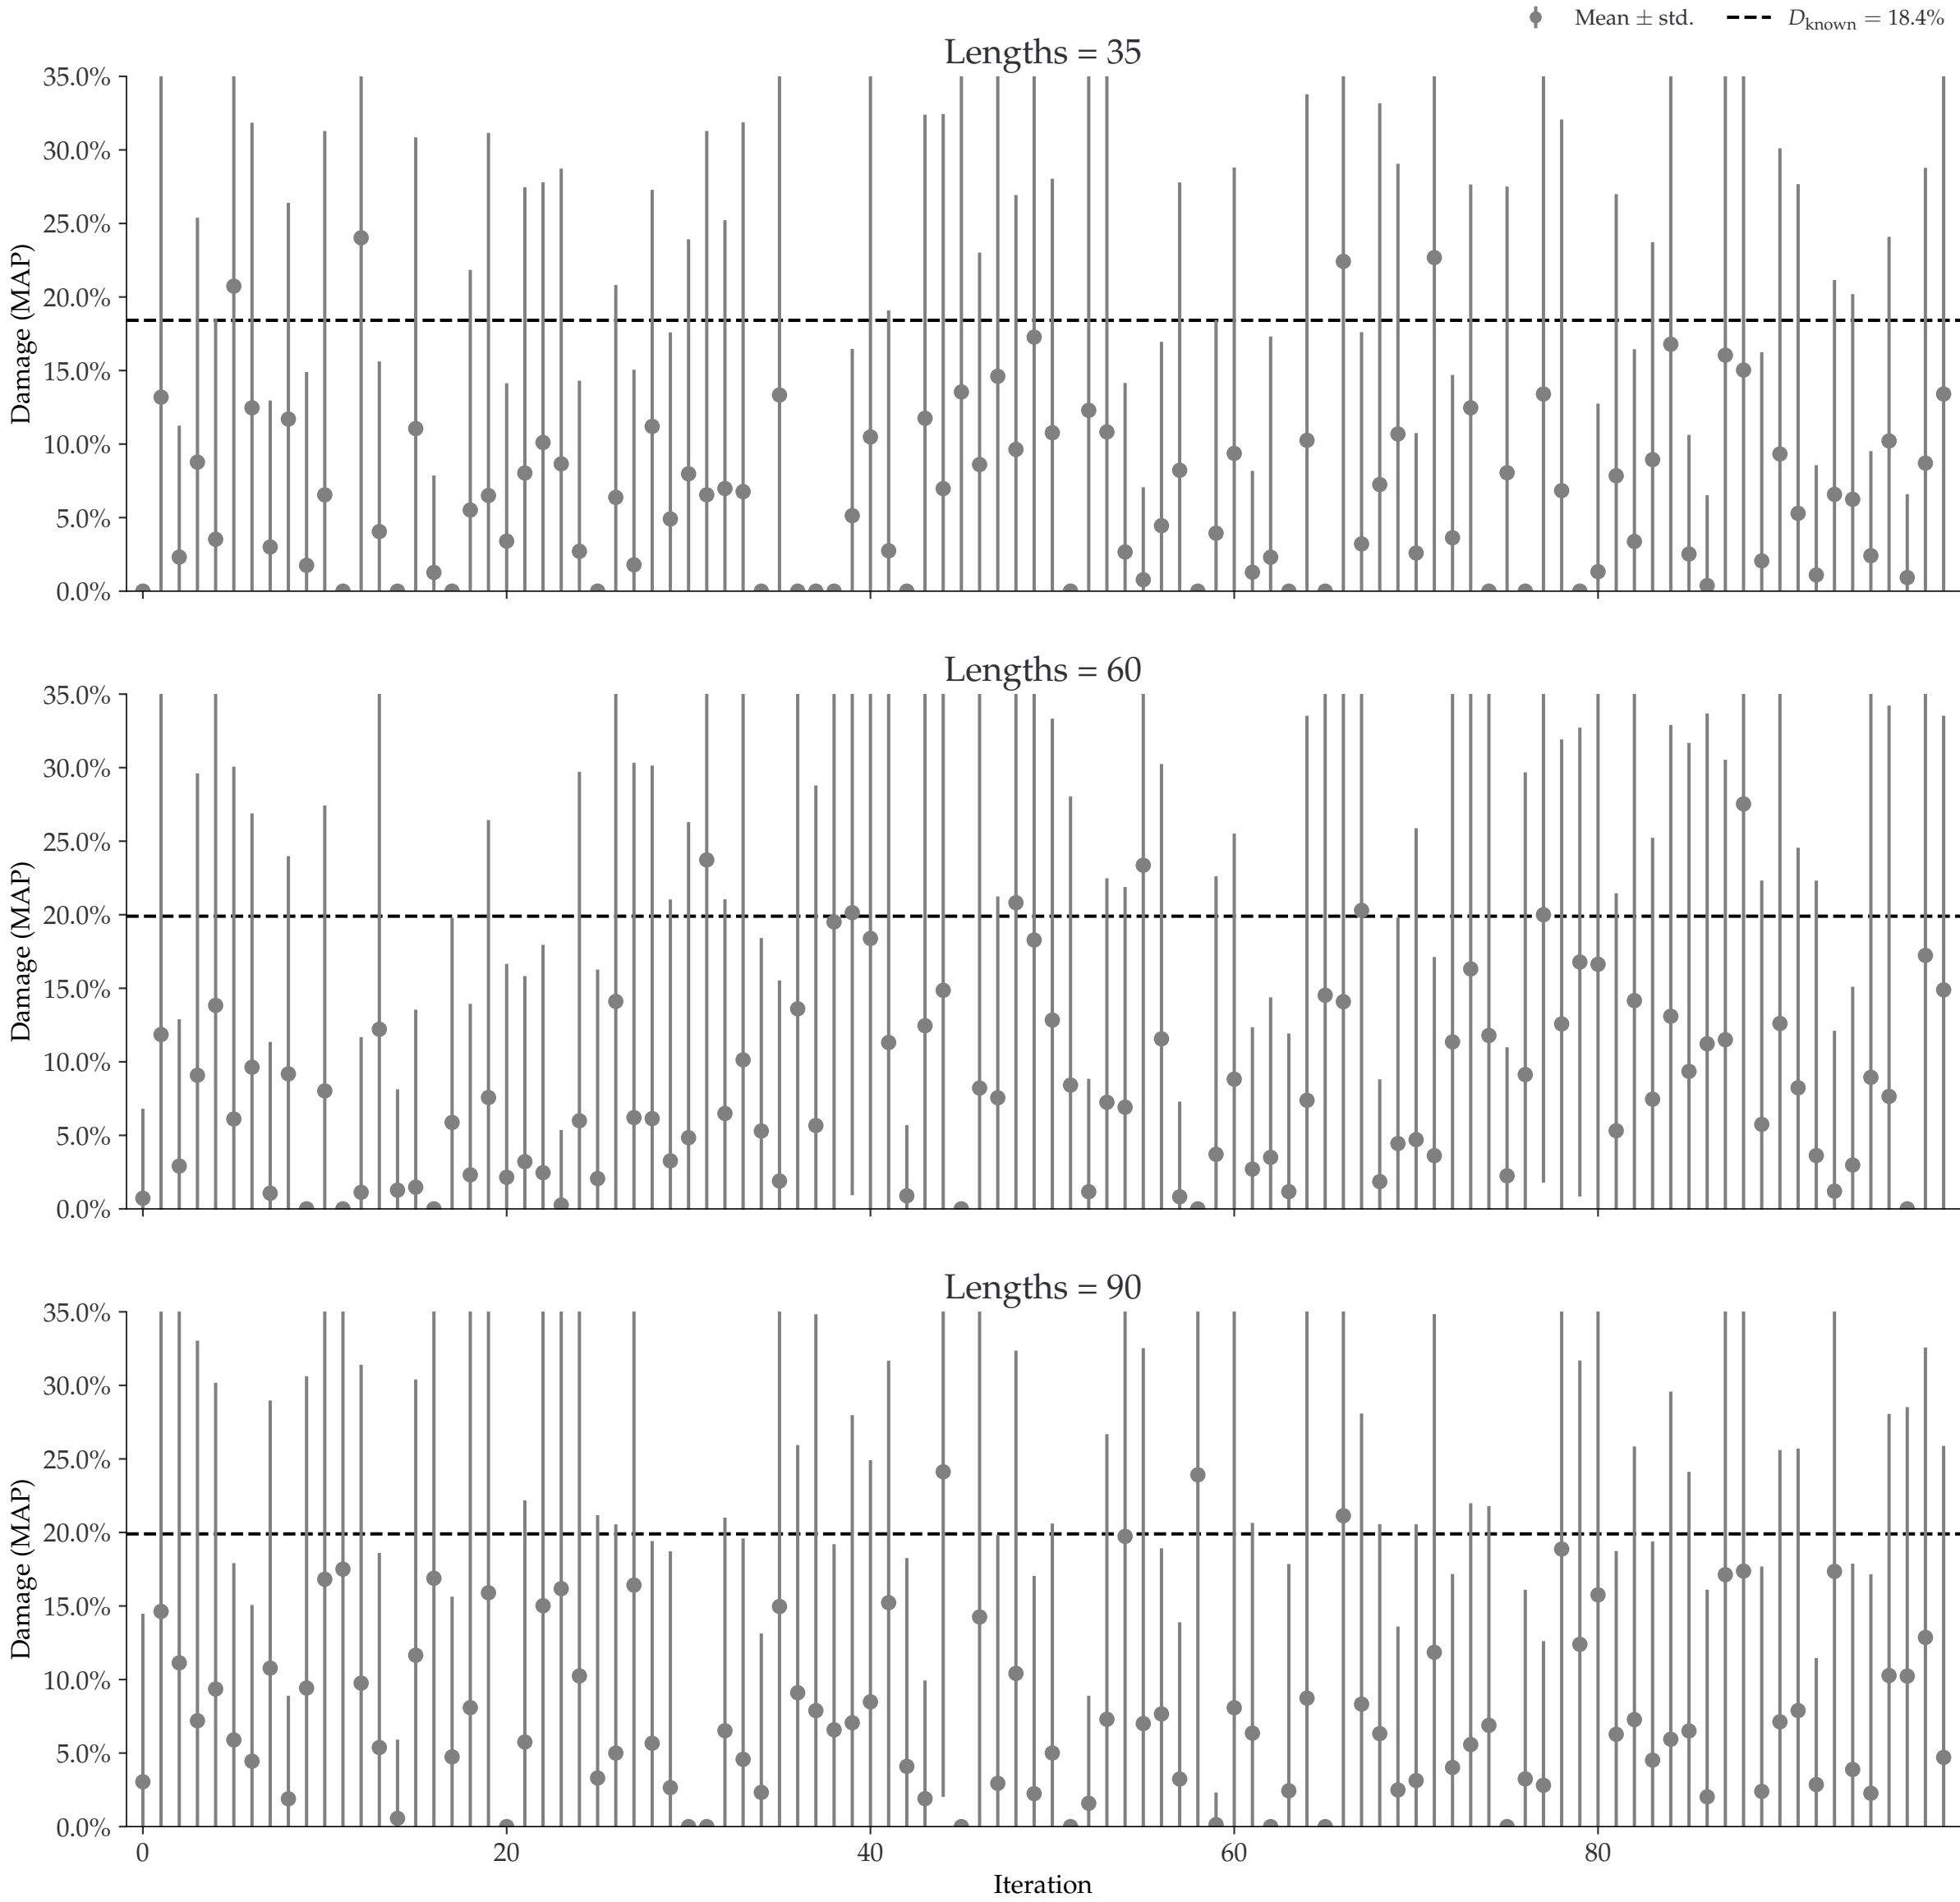 Mean ± std.
D_known = 18.4%
Lengths = 35
35.0%
30.0%
25.0%
20.0%
15.0%
10.0%
5.0%
0.0%
Damage (MAP)
Lengths = 60
35.0%
30.0%
25.0%
20.0%
15.0%
10.0%
5.0%
0.0%
Damage (MAP)
Lengths = 90
35.0%
30.0%
25.0%
20.0%
15.0%
10.0%
5.0%
0.0%
Damage (MAP)
0 20 40 60 80
Iteration